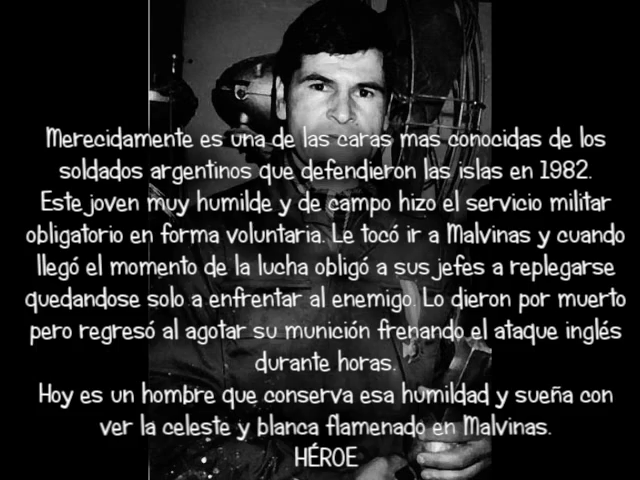 Merecidamente es una de las caras mas conocidas de los
soldados argentinos que defendieron las islas en 1982.
Este joven muy humilde y de campo hizo el servicio militar
obligatorio en forma voluntaria. Le tocó ir a Malvinas y cuando
llegó el momento de la lucha obligó a sus jefes a replegarse
quedandose solo a enfrentar al enemigo. Lo dieron por muerto
pero regresó al agotar su munición frenando el ataque inglés
durante horas.
Hoy es un hombre que conserva esa humildad y sueña con
ver la celeste y blanca flamenado en Malvinas.
HÉROE